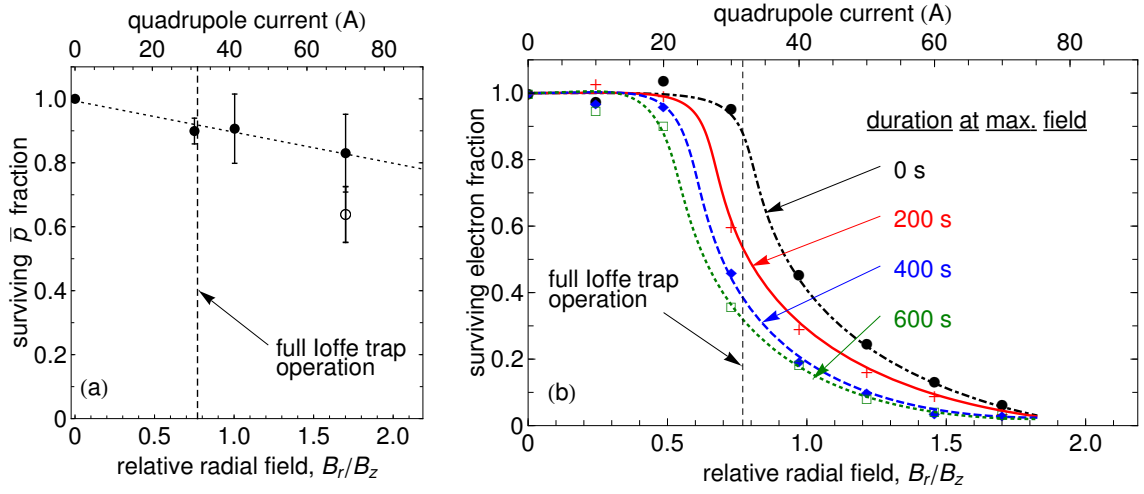 quadrupole current (A)
0 20 40 60 80
surviving p̅ fraction
1.0
0.8
0.6
0.4
0.2
0
full Ioffe trap
operation
(a)
0 0.5 1.0 1.5 2.0
relative radial field, Br/Bz
quadrupole current (A)
0 20 40 60 80
surviving electron fraction
1.0
0.8
0.6
0.4
0.2
0.0
duration at max. field
0 s
200 s
400 s
600 s
full Ioffe trap
operation
(b)
0 0.5 1.0 1.5 2.0
relative radial field, Br/Bz